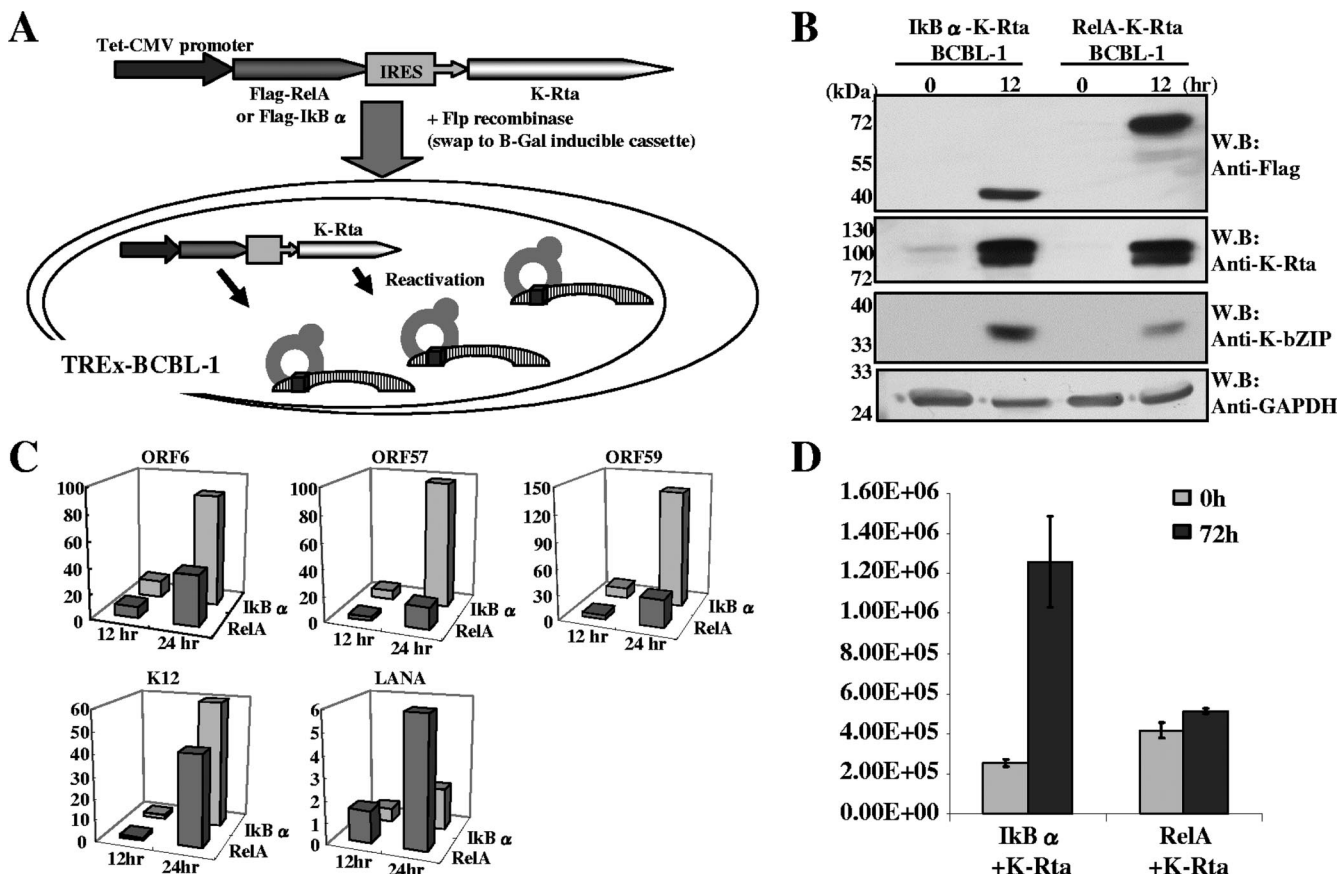 A
Tet-CMV promoter
IRES
Flag-RelA
or Flag-IkB α
K-Rta
+ Flp recombinase
(swap to B-Gal inducible cassette)
K-Rta
Reactivation
TREx-BCBL-1
B
IkB α-K-Rta
BCBL-1
RelA-K-Rta
BCBL-1
(kDa)
0
12
0
12
(hr)
72
55
40
W.B:
Anti-Flag
130
100
72
W.B:
Anti-K-Rta
40
33
W.B:
Anti-K-bZIP
33
24
W.B:
Anti-GAPDH
C
ORF6
100
80
60
40
20
0
12 hr
24 hr
RelA
IkB α
ORF57
100
80
60
40
20
0
12 hr
24 hr
RelA
IkB α
ORF59
150
120
90
60
30
0
12 hr
24 hr
RelA
IkB α
K12
60
50
40
30
20
10
0
12hr
24hr
RelA
IkB α
LANA
6
5
4
3
2
1
0
12hr
24hr
RelA
IkB α
D
1.60E+06
1.40E+06
1.20E+06
1.00E+06
8.00E+05
6.00E+05
4.00E+05
2.00E+05
0.00E+00
0h
72h
IkB α
+K-Rta
RelA
+K-Rta